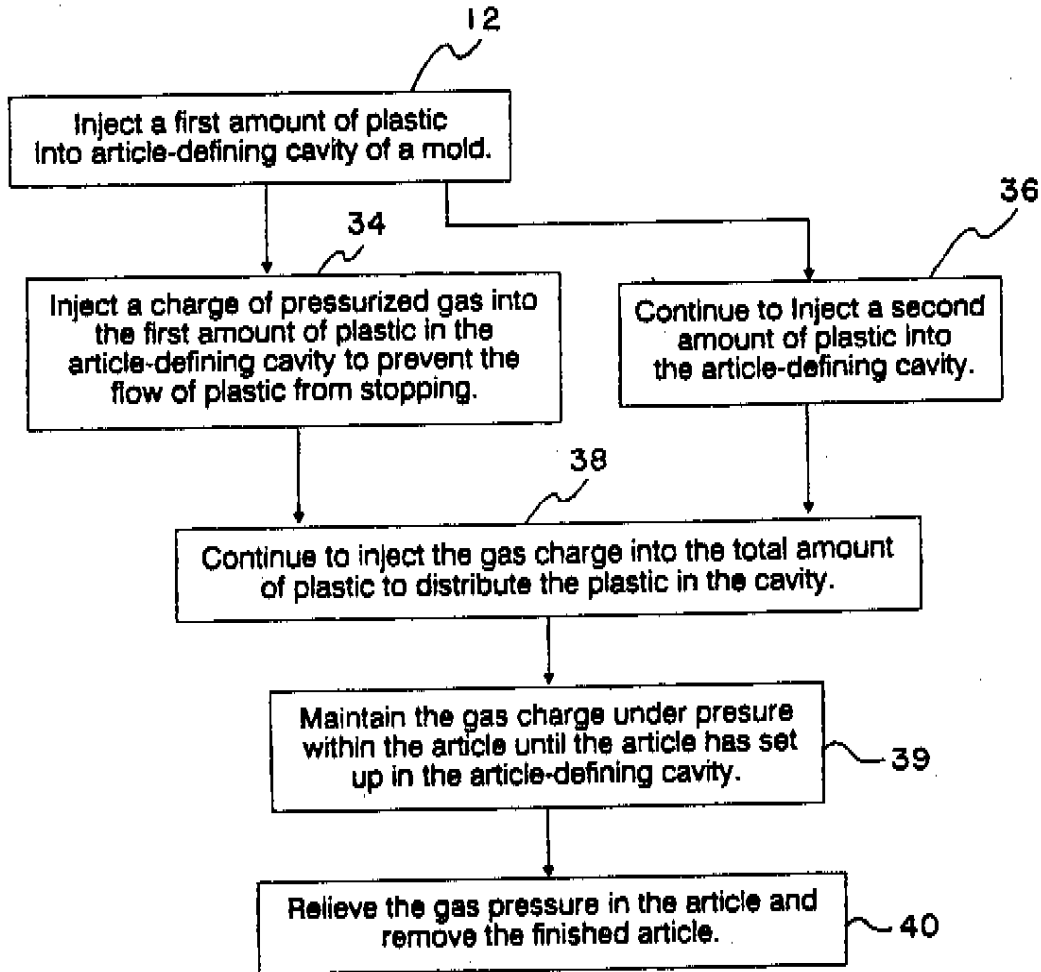 12
Inject a first amount of plastic
into article-defining cavity of a mold.
34
Inject a charge of pressurized gas into
the first amount of plastic in the
article-defining cavity to prevent the
flow of plastic from stopping.
36
Continue to Inject a second
amount of plastic into
the article-defining cavity.
38
Continue to inject the gas charge into the total amount
of plastic to distribute the plastic in the cavity.
Maintain the gas charge under presure
within the article until the article has set
up in the article-defining cavity.
39
Relieve the gas pressure in the article and
remove the finished article.
40